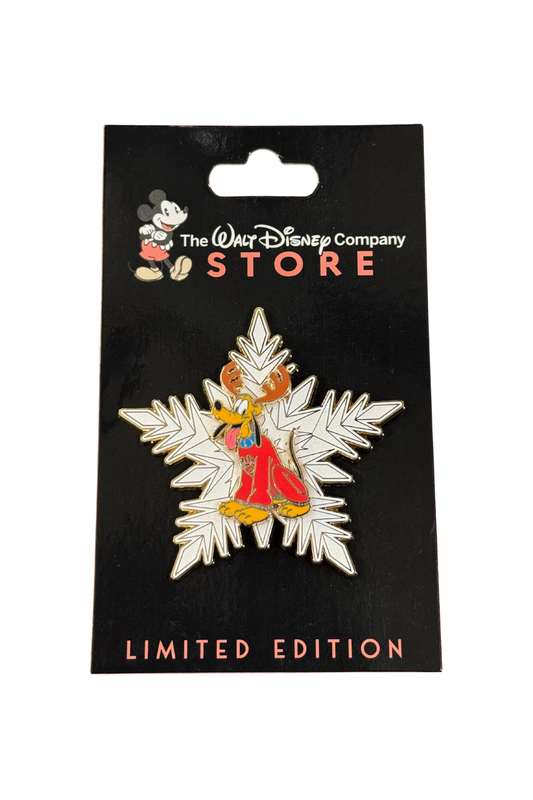 The WALT DISNEY Company
STORE
LIMITED EDITION